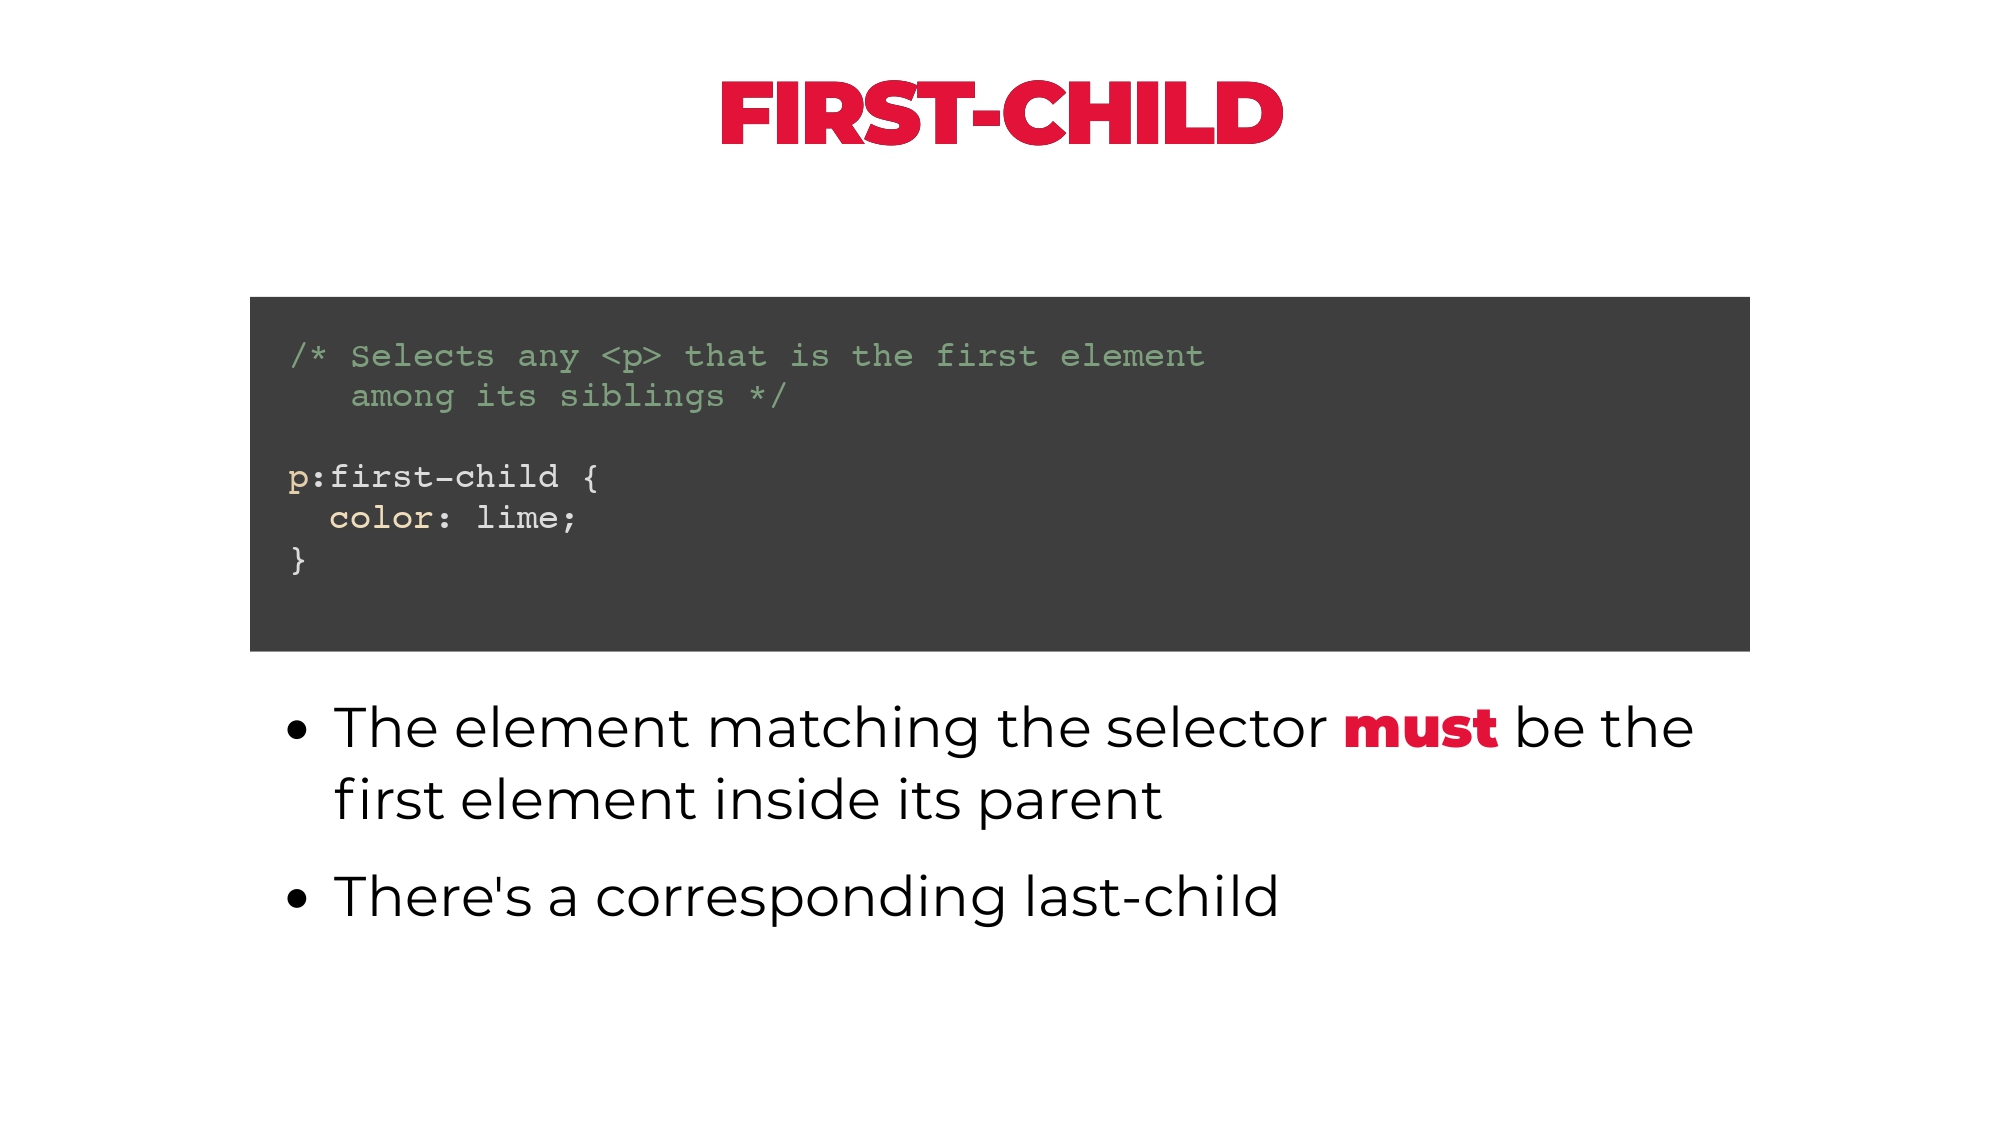 FIRST-CHILD
/* Selects any <p> that is the first element
   among its siblings */
p:first-child {
  color: lime;
}
• The element matching the selector must be the
first element inside its parent
• There's a corresponding last-child